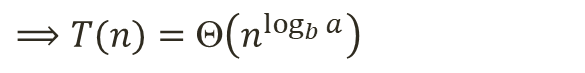 ⟹ T(n) = Θ(n^{log_b a})